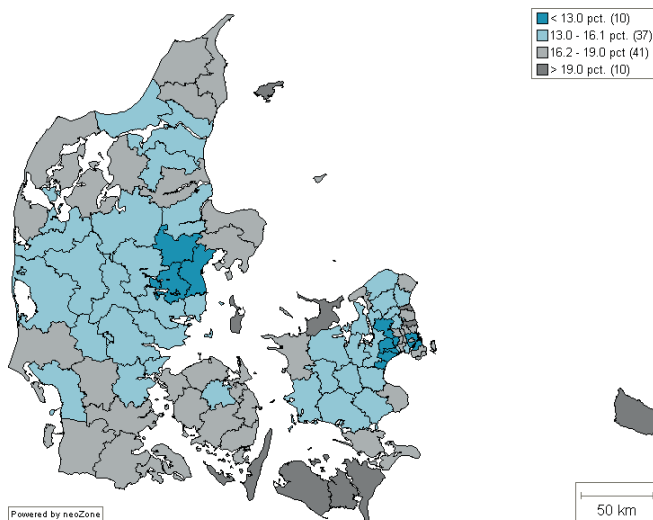 < 13.0 pct. (10)
13.0 - 16.1 pct. (37)
16.2 - 19.0 pct (41)
> 19.0 pct. (10)
Powered by neoZone
50 km